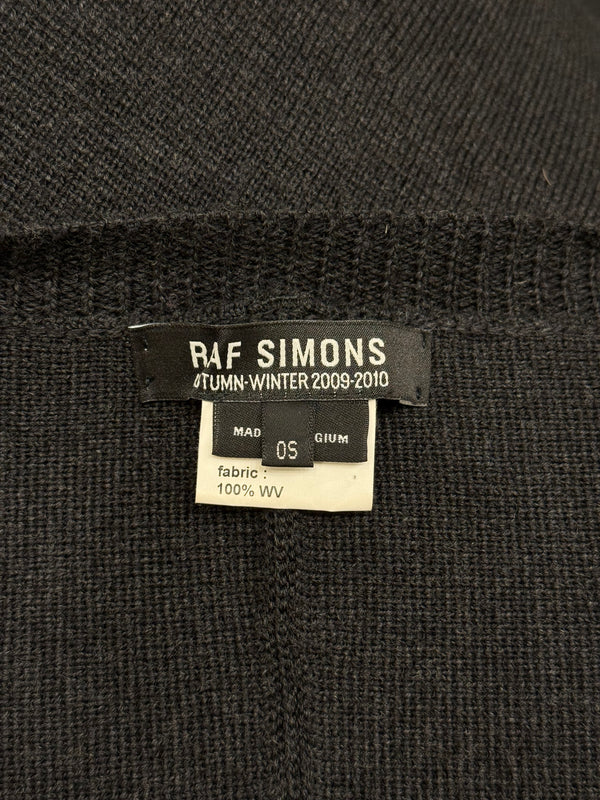 RAF SIMONS
UTUMN-WINTER 2009-2010
MAD GIUM
OS
fabric :
100% WV